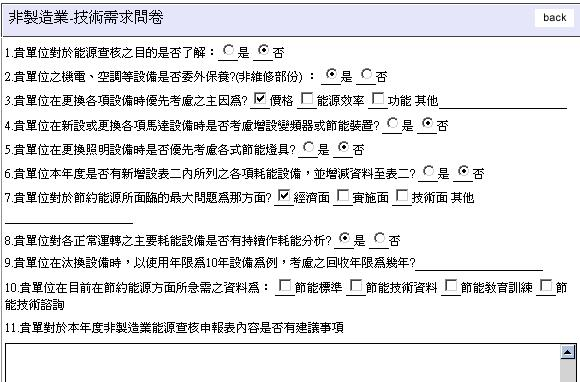 非製造業-技術需求問卷
back
1.貴單位對於能源查核之目的是否了解： 是 否
2.貴單位之機電、空調等設備是否委外保養?(非維修部份)： 是 否
3.貴單位在更換各項設備時優先考慮之主因為? 價格 能源效率 功能 其他
4.貴單位在新設或更換各項馬達設備時是否考慮增設變頻器或節能裝置? 是 否
5.貴單位在更換照明設備時是否優先考慮各式節能燈具? 是 否
6.貴單位本年度是否有新增設表二內所列之各項耗能設備，並增減資料至表二? 是 否
7.貴單位對於節約能源所面臨的最大問題為那方面? 經濟面 實施面 技術面 其他
8.貴單位對各正常運轉之主要耗能設備是否有持續作耗能分析? 是 否
9.貴單位在汰換設備時，以使用年限為10年設備為例，考慮之回收年限為幾年?
10.貴單位在目前在節約能源方面所急需之資料為： 節能標準 節能技術資料 節能教育訓練 節
能技術諮詢
11.貴單對於本年度非製造業能源查核申報表內容是否有建議事項